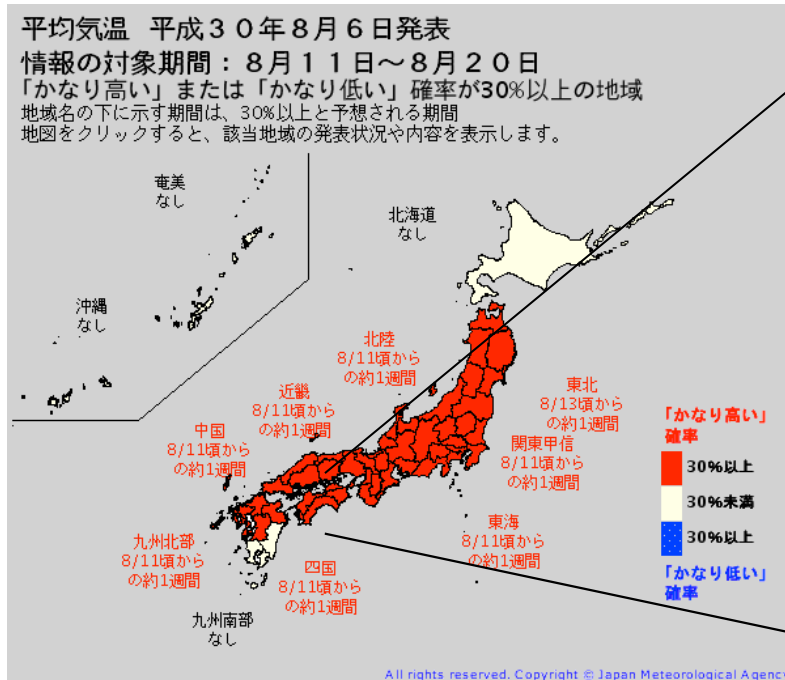 平均気温 平成３０年８月６日発表
情報の対象期間：８月１１日～８月２０日
「かなり高い」または「かなり低い」確率が30%以上の地域
地域名の下に示す期間は、30%以上と予想される期間
地図をクリックすると、該当地域の発表状況や内容を表示します。
奄美
なし
北海道
なし
沖縄
なし
北陸
8/11頃から
の約1週間
近畿
8/11頃から
の約1週間
東北
8/13頃から
の約1週間
中国
8/11頃から
の約1週間
関東甲信
8/11頃から
の約1週間
東海
8/11頃から
の約1週間
九州北部
8/11頃から
の約1週間
四国
8/11頃から
の約1週間
九州南部
なし
「かなり高い」
確率
30%以上
30%未満
30%以上
「かなり低い」
確率
All rights reserved. Copyright © Japan Meteorological Agency